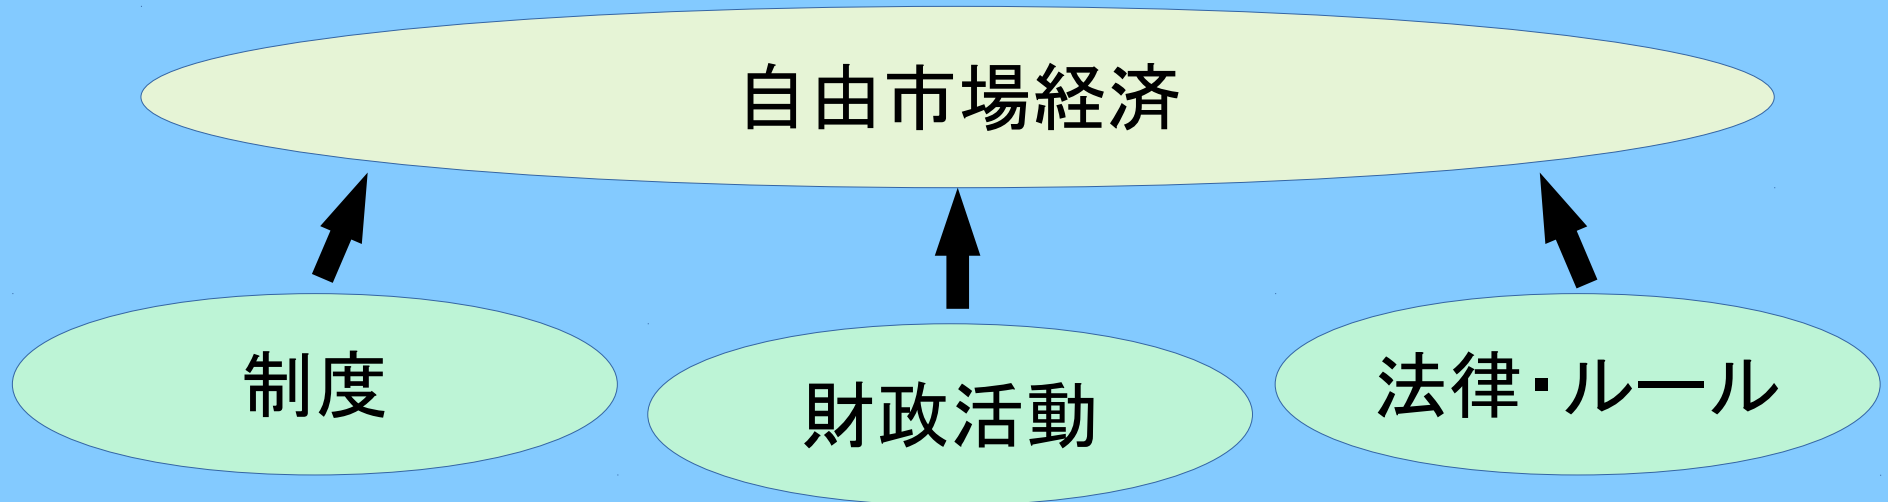 自由市場経済
制度
財政活動
法律・ルール